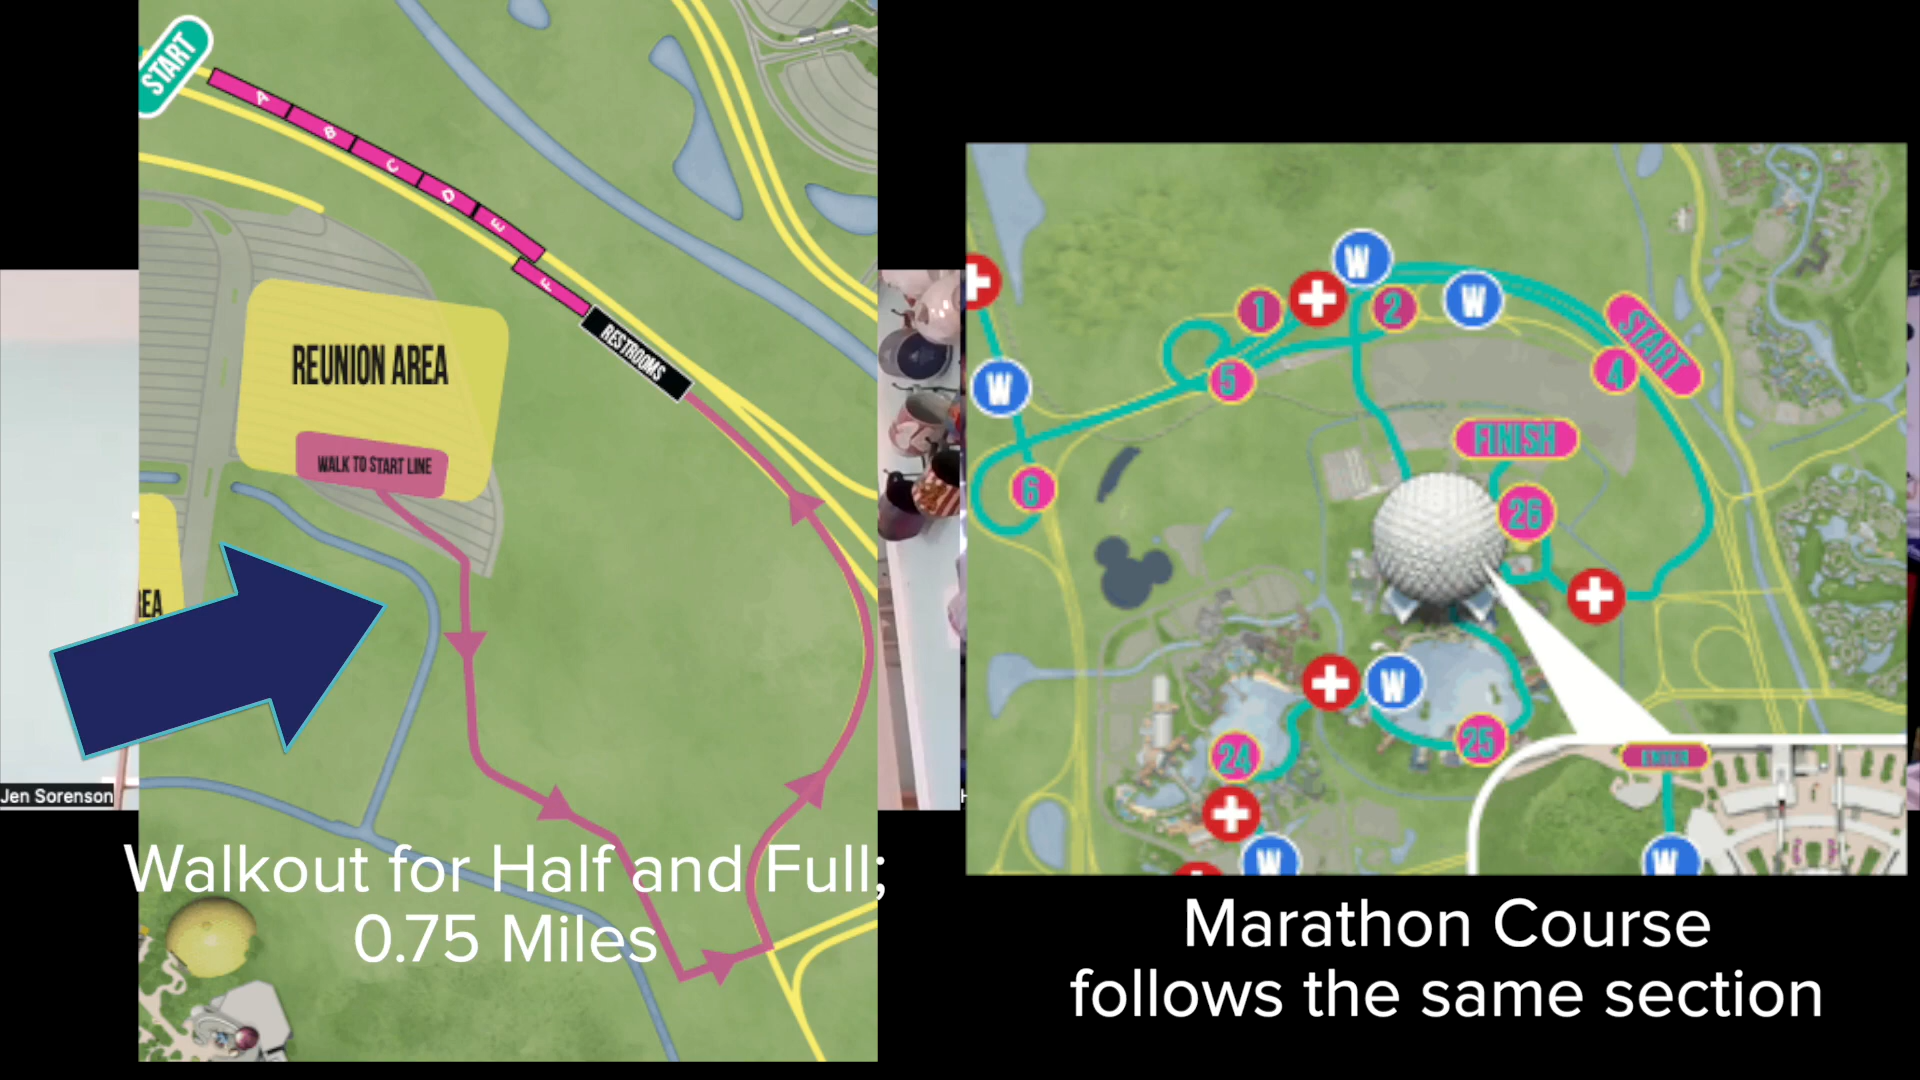 START
A
B
C
D
E
F
RESTROOMS
REUNION AREA
WALK TO START LINE
EA
Jen Sorenson
Walkout for Half and Full;
0.75 Miles
W
W
1
2
START
4
5
W
FINISH
6
26
W
25
24
W
W
Marathon Course
follows the same section